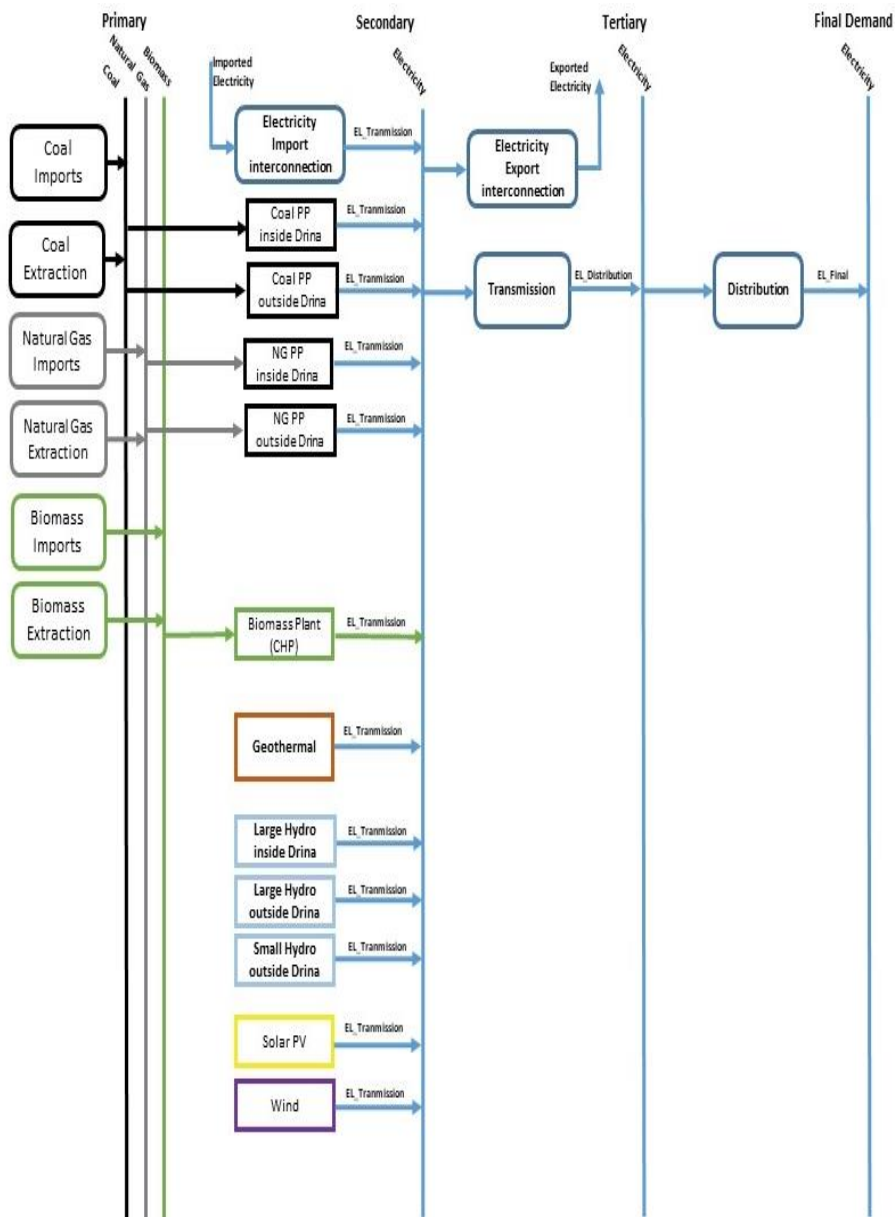 Primary
Secondary
Tertiary
Final Demand
Coal
Natural Gas
Biomass
Electricity
Electricity
Electricity
Imported
Electricity
Exported
Electricity
Coal
Imports
Electricity
Import
interconnection
EL_Tranmission
Electricity
Export
interconnection
Coal PP
inside Drina
EL_Tranmission
Coal
Extraction
Coal PP
outside Drina
EL_Tranmission
Transmission
EL_Distribution
Distribution
EL_Final
Natural Gas
Imports
NG PP
inside Drina
EL_Tranmission
Natural Gas
Extraction
NG PP
outside Drina
EL_Tranmission
Biomass
Imports
Biomass
Extraction
Biomass Plant
(CHP)
EL_Tranmission
Geothermal
EL_Tranmission
Large Hydro
inside Drina
EL_Tranmission
Large Hydro
outside Drina
EL_Tranmission
Small Hydro
outside Drina
EL_Tranmission
Solar PV
EL_Tranmission
Wind
EL_Tranmission